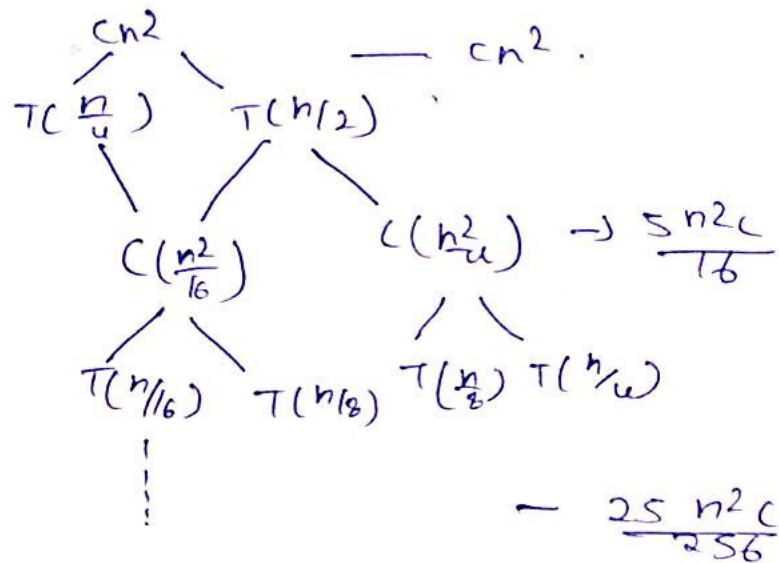 Cn² — cn² .
T(n/4) T(n/2)
C(n²/16) C(n²/4) → 5n²c/16
T(n/16) T(n/8) T(n/8) T(n/4)
— 25 n²c/256